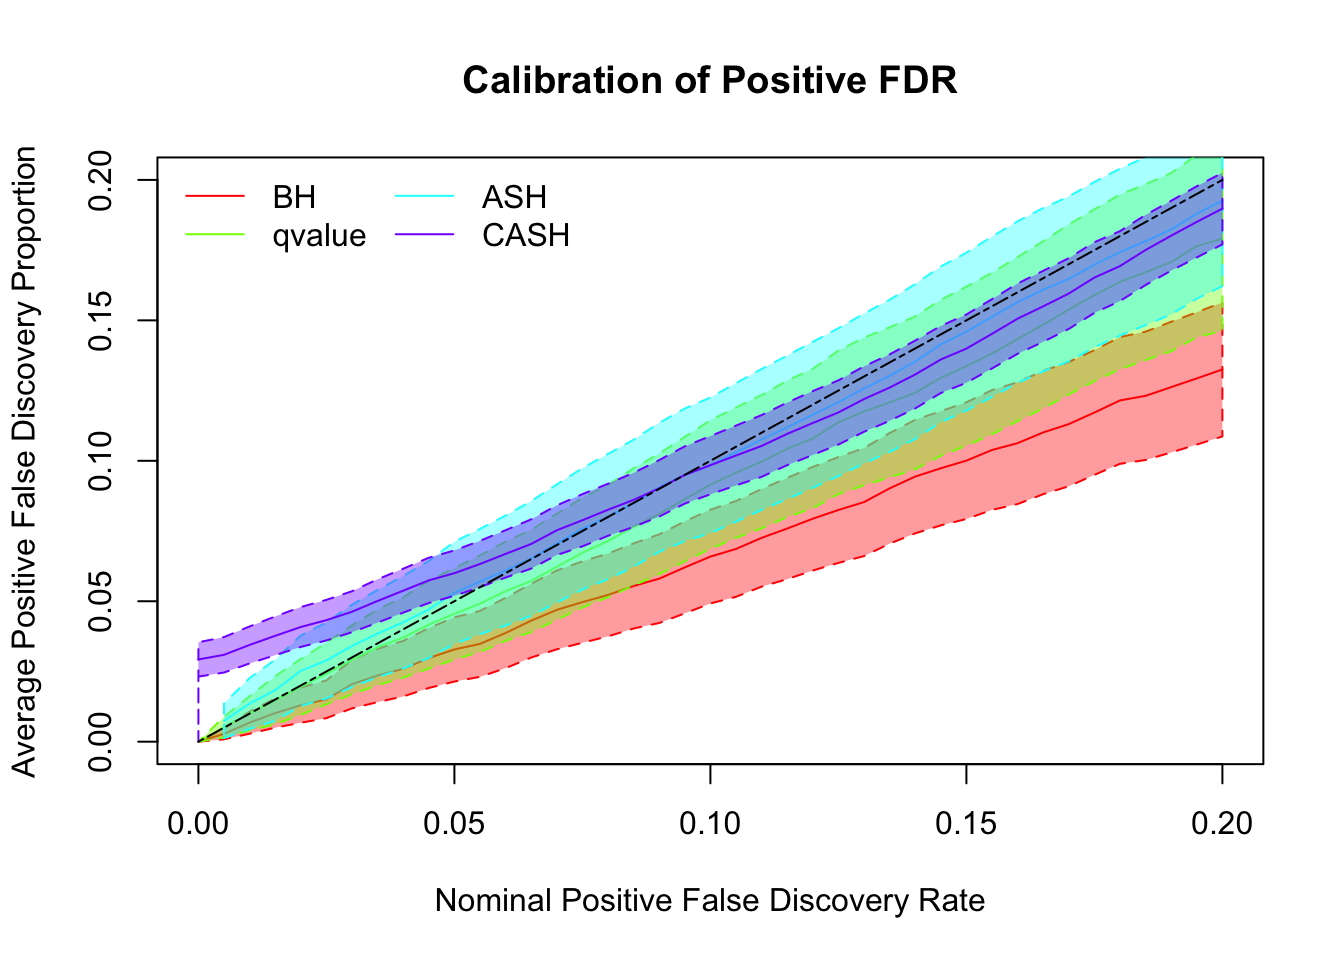 Calibration of Positive FDR
BH
qvalue
ASH
CASH
Average Positive False Discovery Proportion
0.20
0.15
0.10
0.05
0.00
0.00 0.05 0.10 0.15 0.20
Nominal Positive False Discovery Rate